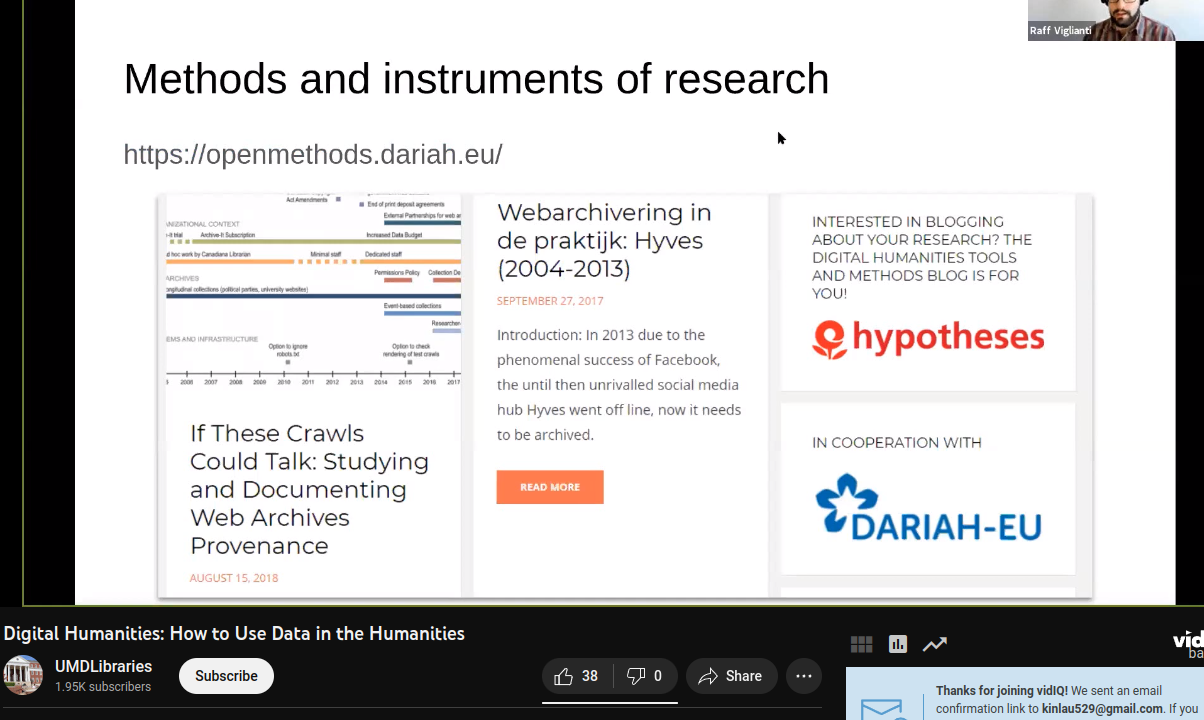 Raff Viglianti
Methods and instruments of research
https://openmethods.dariah.eu/
Act Amendments
End of print deposit agreements
External Partnerships for web ar
ANIZATIONAL CONTEXT
-It trial
Archive-It Subscription
Increased Data Budget
d hoc work by Canadiana Librarian
Minimal staff
Dedicated staff
Permissions Policy
Collection De
ARCHIVES
ongitudinal collections (political parties, university websites)
Event-based collections
Researcher
EMS AND INFRASTRUCTURE
Option to ignore
robots.txt
Option to check
rendering of test crawls
2006 2007 2008 2009 2010 2011 2012 2013 2014 2015 2016 2017
If These Crawls
Could Talk: Studying
and Documenting
Web Archives
Provenance
AUGUST 15, 2018
Webarchivering in
de praktijk: Hyves
(2004-2013)
SEPTEMBER 27, 2017
Introduction: In 2013 due to the
phenomenal success of Facebook,
the until then unrivalled social media
hub Hyves went off line, now it needs
to be archived.
READ MORE
INTERESTED IN BLOGGING
ABOUT YOUR RESEARCH? THE
DIGITAL HUMANITIES TOOLS
AND METHODS BLOG IS FOR
YOU!
hypotheses
IN COOPERATION WITH
DARIAH-EU
Digital Humanities: How to Use Data in the Humanities
UMDLibraries
1.95K subscribers
Subscribe
38
0
Share
vid
ba
Thanks for joining vidIQ! We sent an email
confirmation link to kinlau529@gmail.com. If you